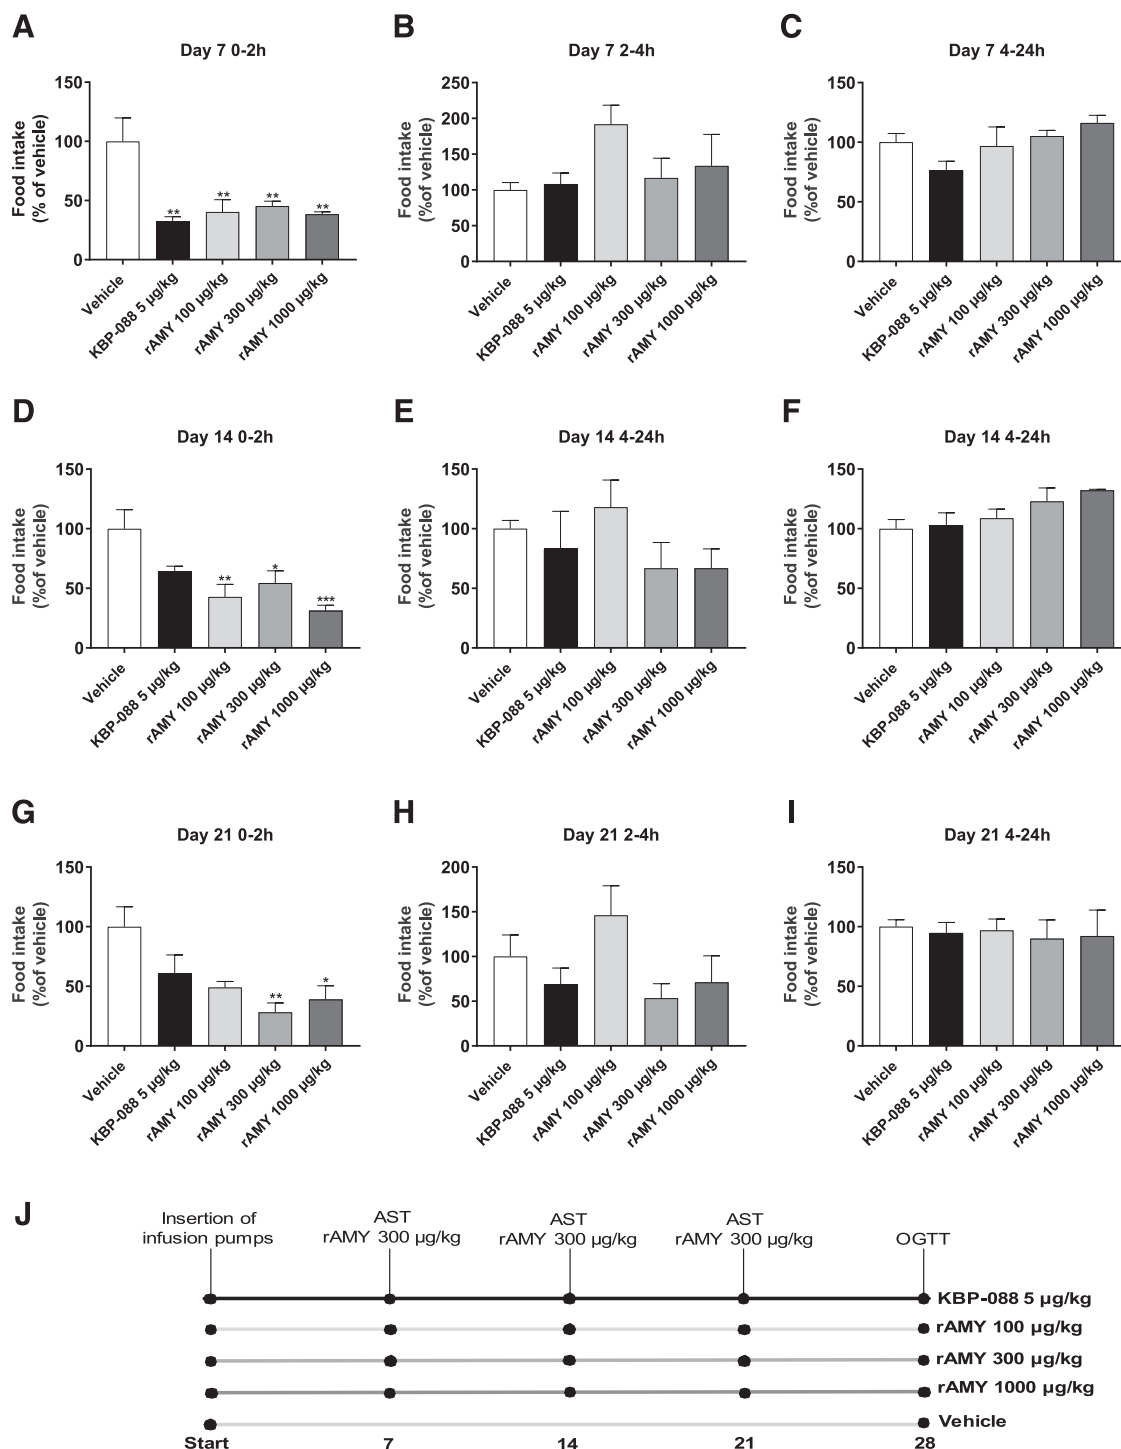 A
Day 7 0-2h
Food intake
(% of vehicle)
150
100
50
0
Vehicle
KBP-088 5 µg/kg
rAMY 100 µg/kg
rAMY 300 µg/kg
rAMY 1000 µg/kg
**
**
**
**
B
Day 7 2-4h
Food intake
(%of vehicle)
250
200
150
100
50
0
Vehicle
KBP-088 5 µg/kg
rAMY 100 µg/kg
rAMY 300 µg/kg
rAMY 1000 µg/kg
C
Day 7 4-24h
Food intake
(%of vehicle)
150
100
50
0
Vehicle
KBP-088 5 µg/kg
rAMY 100 µg/kg
rAMY 300 µg/kg
rAMY 1000 µg/kg
D
Day 14 0-2h
Food intake
(%of vehicle)
150
100
50
0
Vehicle
KBP-088 5 µg/kg
rAMY 100 µg/kg
rAMY 300 µg/kg
rAMY 1000 µg/kg
**
*
***
E
Day 14 4-24h
Food intake
(%of vehicle)
150
100
50
0
Vehicle
KBP-088 5 µg/kg
rAMY 100 µg/kg
rAMY 300 µg/kg
rAMY 1000 µg/kg
F
Day 14 4-24h
Food intake
(%of vehicle)
150
100
50
0
Vehicle
KBP-088 5 µg/kg
rAMY 100 µg/kg
rAMY 300 µg/kg
rAMY 1000 µg/kg
G
Day 21 0-2h
Food intake
(%of vehicle)
150
100
50
0
Vehicle
KBP-088 5 µg/kg
rAMY 100 µg/kg
rAMY 300 µg/kg
rAMY 1000 µg/kg
**
*
H
Day 21 2-4h
Food intake
(%of vehicle)
200
150
100
50
0
Vehicle
KBP-088 5 µg/kg
rAMY 100 µg/kg
rAMY 300 µg/kg
rAMY 1000 µg/kg
I
Day 21 4-24h
Food intake
(%of vehicle)
150
100
50
0
Vehicle
KBP-088 5 µg/kg
rAMY 100 µg/kg
rAMY 300 µg/kg
rAMY 1000 µg/kg
J
Insertion of
infusion pumps
AST
rAMY 300 µg/kg
AST
rAMY 300 µg/kg
AST
rAMY 300 µg/kg
OGTT
KBP-088 5 µg/kg
rAMY 100 µg/kg
rAMY 300 µg/kg
rAMY 1000 µg/kg
Vehicle
Start
7
14
21
28